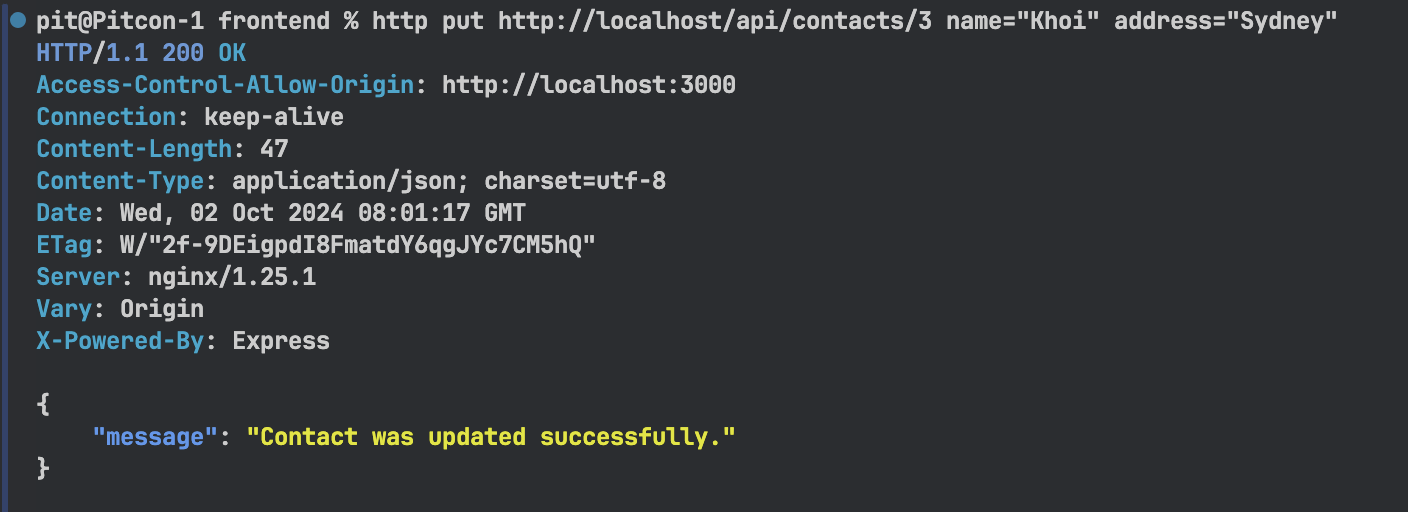 pit@Pitcon-1 frontend % http put http://localhost/api/contacts/3 name="Khoi" address="Sydney"
HTTP/1.1 200 OK
Access-Control-Allow-Origin: http://localhost:3000
Connection: keep-alive
Content-Length: 47
Content-Type: application/json; charset=utf-8
Date: Wed, 02 Oct 2024 08:01:17 GMT
ETag: W/"2f-9DEigpdI8FmatdY6qgJYc7CM5hQ"
Server: nginx/1.25.1
Vary: Origin
X-Powered-By: Express
{
    "message": "Contact was updated successfully."
}